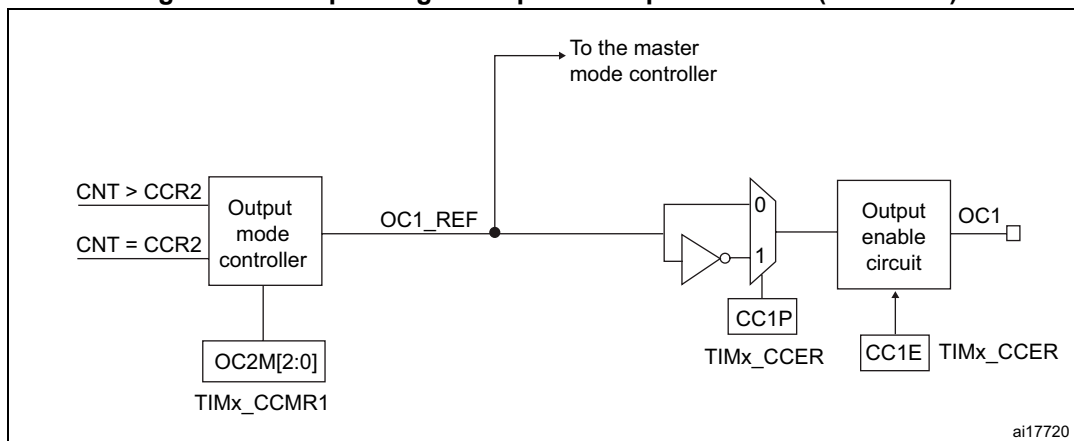 To the master
mode controller
CNT > CCR2
CNT = CCR2
Output
mode
controller
OC1_REF
0
1
Output
enable
circuit
OC1
CC1P
TIMx_CCER
CC1E
TIMx_CCER
OC2M[2:0]
TIMx_CCMR1
ai17720